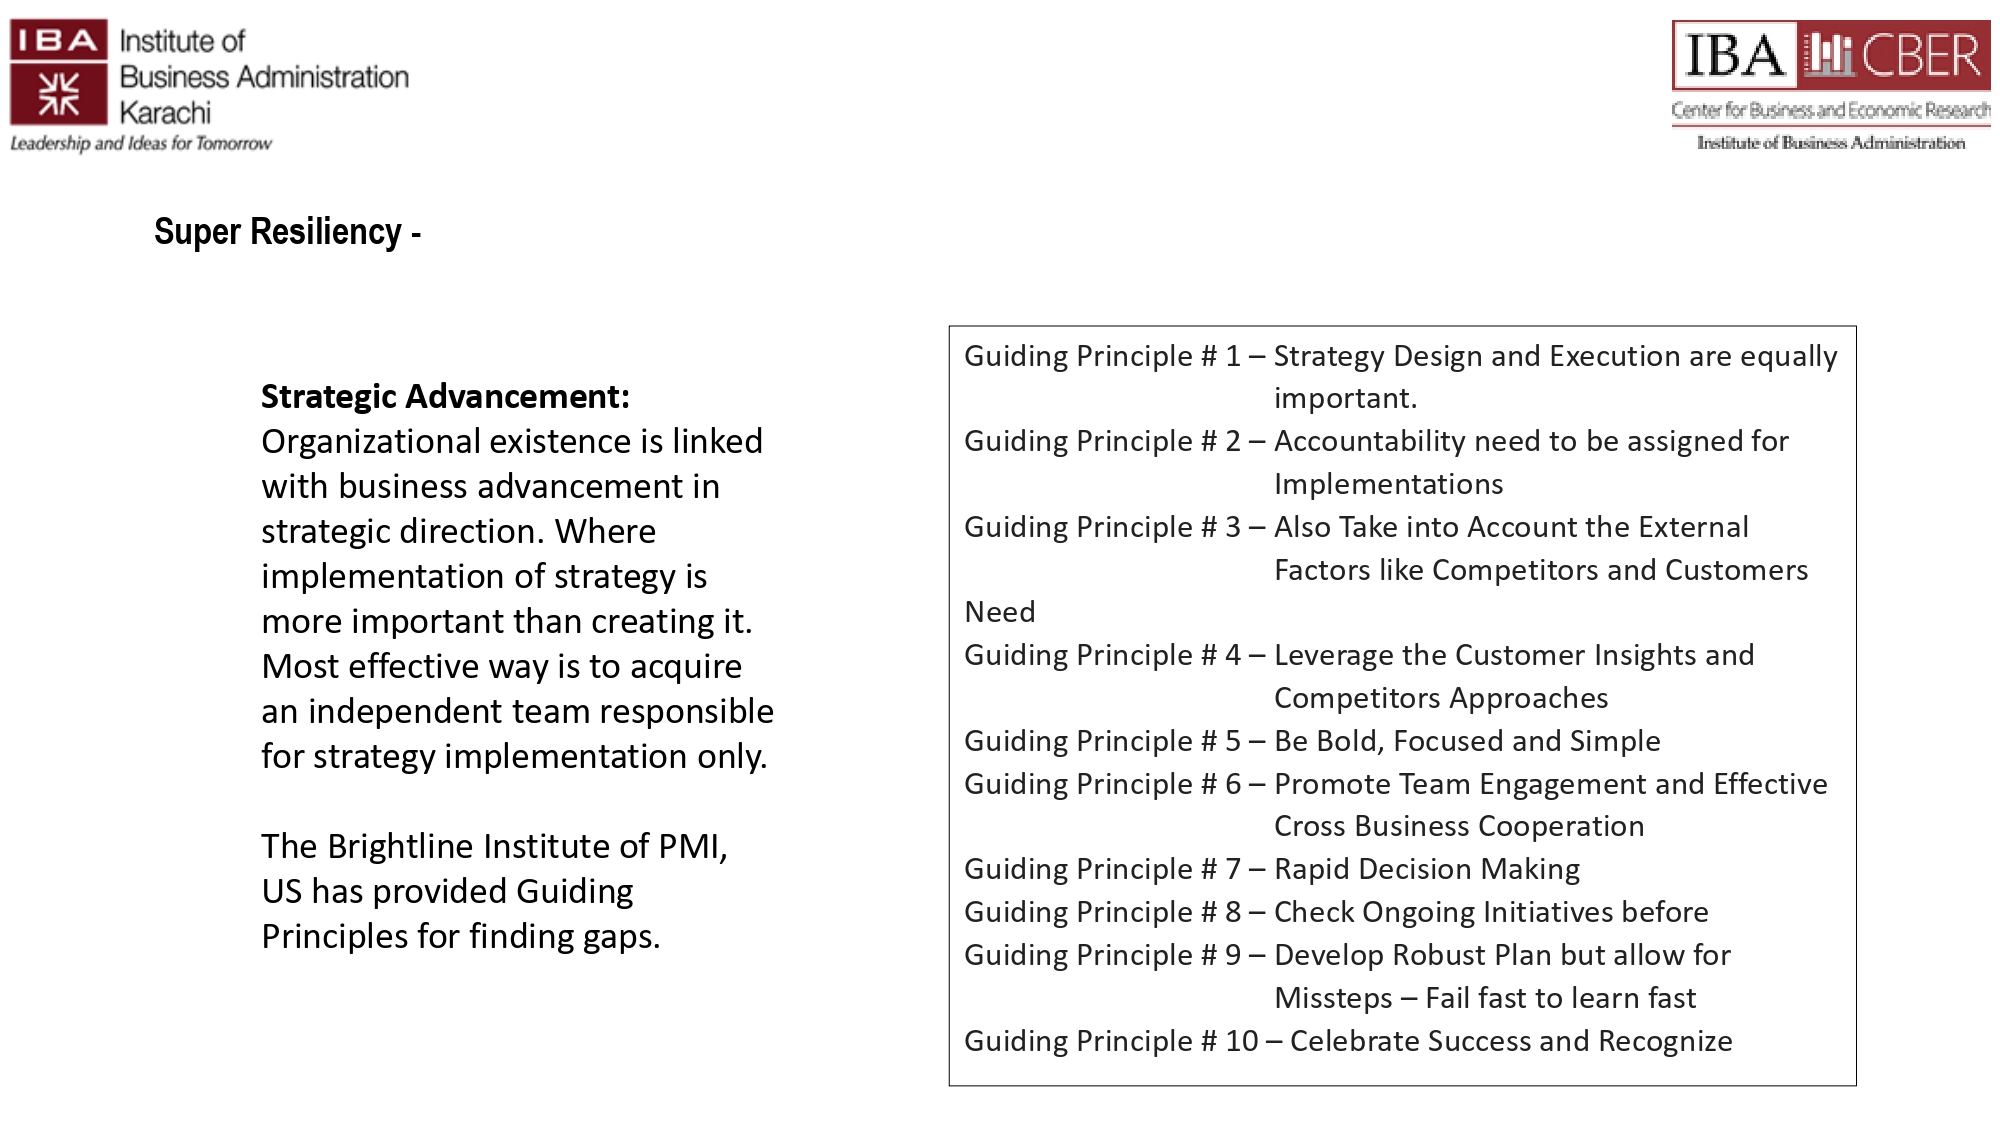 IBA
Institute of
Business Administration
Karachi
Leadership and Ideas for Tomorrow
IBA CBER
Center for Business and Economic Research
Institute of Business Administration
Super Resiliency -
Strategic Advancement:
Organizational existence is linked
with business advancement in
strategic direction. Where
implementation of strategy is
more important than creating it.
Most effective way is to acquire
an independent team responsible
for strategy implementation only.
The Brightline Institute of PMI,
US has provided Guiding
Principles for finding gaps.
Guiding Principle # 1 – Strategy Design and Execution are equally
important.
Guiding Principle # 2 – Accountability need to be assigned for
Implementations
Guiding Principle # 3 – Also Take into Account the External
Factors like Competitors and Customers
Need
Guiding Principle # 4 – Leverage the Customer Insights and
Competitors Approaches
Guiding Principle # 5 – Be Bold, Focused and Simple
Guiding Principle # 6 – Promote Team Engagement and Effective
Cross Business Cooperation
Guiding Principle # 7 – Rapid Decision Making
Guiding Principle # 8 – Check Ongoing Initiatives before
Guiding Principle # 9 – Develop Robust Plan but allow for
Missteps – Fail fast to learn fast
Guiding Principle # 10 – Celebrate Success and Recognize